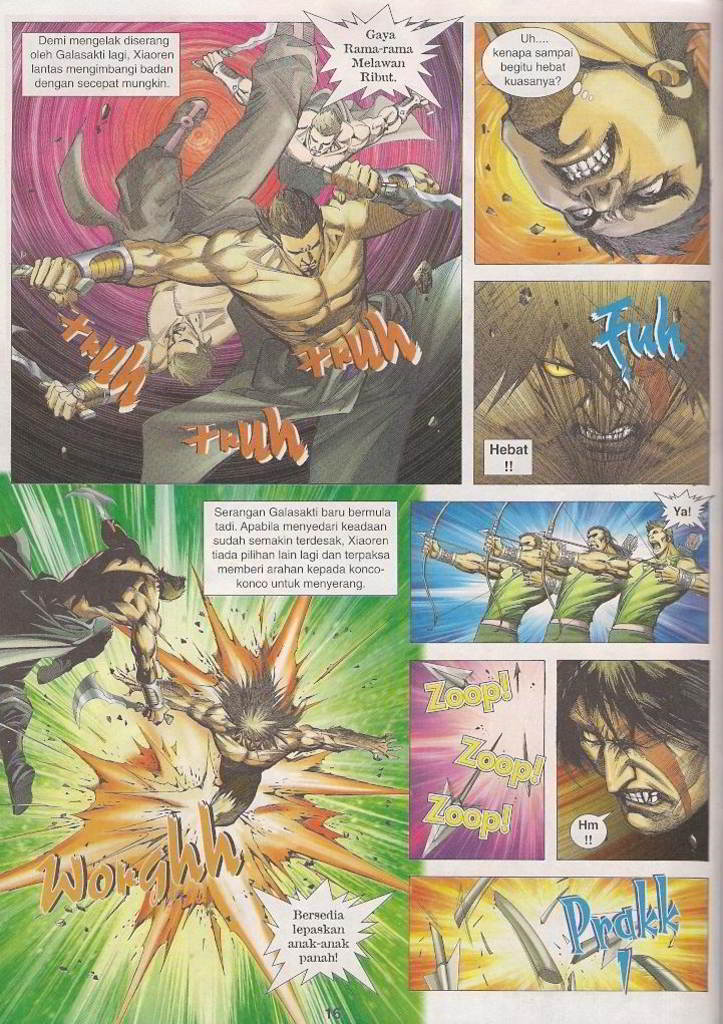 Demi mengelak diserang
oleh Galasakti lagi, Xiaoren
lantas mengimbangi badan
dengan secepat mungkin.
Gaya
Rama-rama
Melawan
Ribut.
Truh
Truh
Truh
Uh....
kenapa sampai
begitu hebat
kuasanya?
Fuh
Hebat
!!
Serangan Galasakti baru bermula
tadi. Apabila menyedari keadaan
sudah semakin terdesak, Xiaoren
tiada pilihan lain lagi dan terpaksa
memberi arahan kepada konco-
konco untuk menyerang.
Worghh
Bersedia
lepaskan
anak-anak
panah!
Ya!
Zoop!
Zoop!
Zoop!
Hm
!!
Prakk
!
16